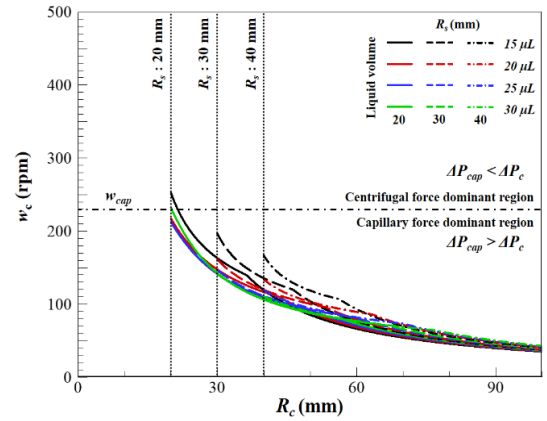 500
400
300
200
100
0
w_c (rpm)
0
30
60
90
R_c (mm)
R_s : 20 mm
R_s : 30 mm
R_s : 40 mm
R_s (mm)
Liquid volume
15 μL
20 μL
25 μL
30 μL
20 30 40
ΔP_cap < ΔP_c
w_cap
Centrifugal force dominant region
Capillary force dominant region
ΔP_cap > ΔP_c